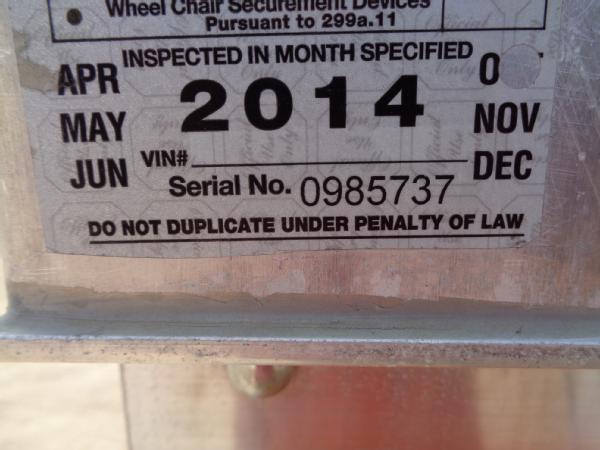 Wheel Chair Securement Devices
Pursuant to 299a.11
INSPECTED IN MONTH SPECIFIED
APR
2014
MAY
NOV
JUN
VIN#
DEC
Serial No. 0985737
DO NOT DUPLICATE UNDER PENALTY OF LAW